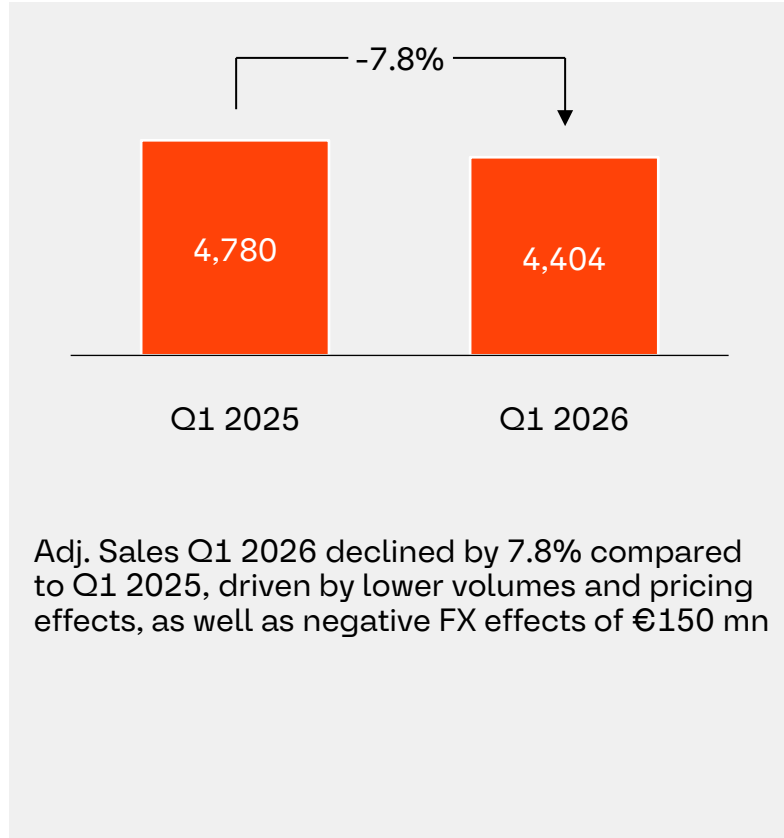 -7.8%
4,780
4,404
Q1 2025
Q1 2026
Adj. Sales Q1 2026 declined by 7.8% compared
to Q1 2025, driven by lower volumes and pricing
effects, as well as negative FX effects of €150 mn